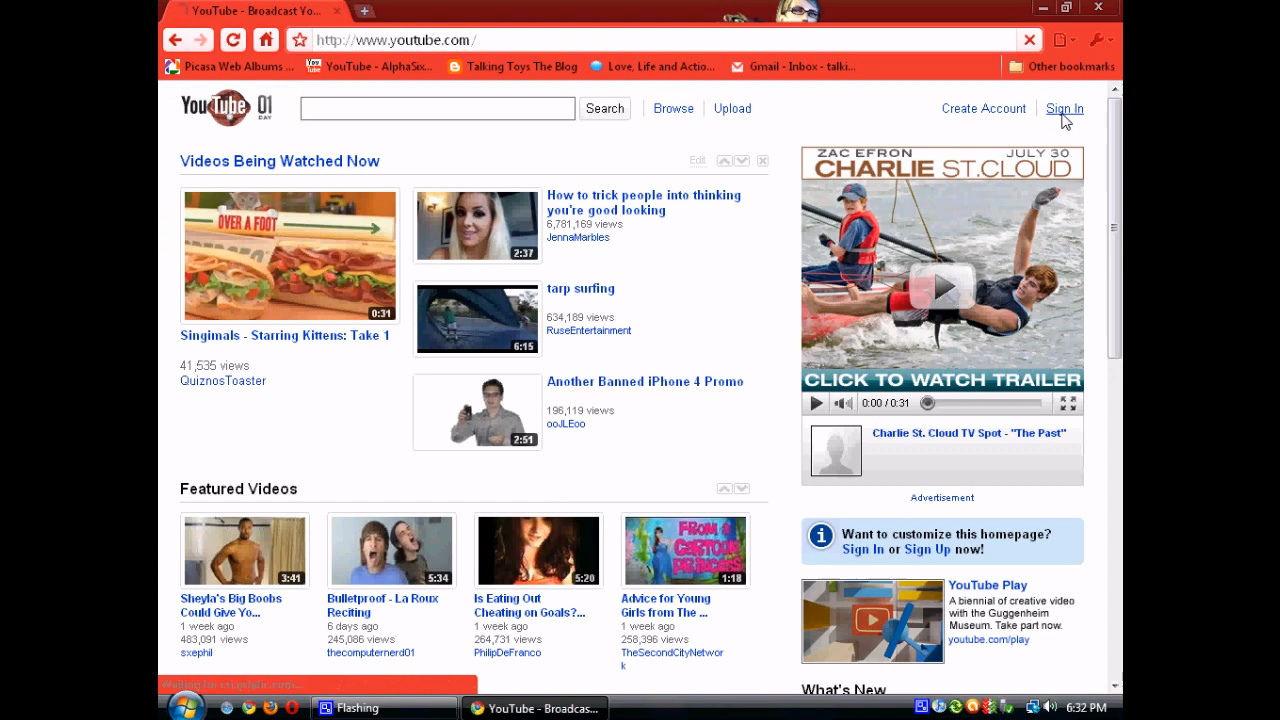 YouTube - Broadcast Yo...
http://www.youtube.com/
Picasa Web Albums ...
YouTube - AlphaSix...
Talking Toys The Blog
Love, Life and Actio...
Gmail - Inbox - talki...
Other bookmarks
YouTube 01 DAY
Search
Browse
Upload
Create Account
Sign In
Videos Being Watched Now
Edit
OVER A FOOT
0:31
Singimals - Starring Kittens: Take 1
41,535 views
QuiznosToaster
2:37
How to trick people into thinking
you're good looking
6,781,169 views
JennaMarbles
6:15
tarp surfing
634,189 views
RuseEntertainment
2:51
Another Banned iPhone 4 Promo
196,119 views
ooJLEoo
ZAC EFRON JULY 30
CHARLIE ST.CLOUD
CLICK TO WATCH TRAILER
0:00 / 0:31
Charlie St. Cloud TV Spot - "The Past"
Advertisement
Featured Videos
3:41
Sheyla's Big Boobs
Could Give Yo...
1 week ago
483,091 views
sxephil
5:34
Bulletproof - La Roux
Reciting
6 days ago
245,086 views
thecomputernerd01
5:20
Is Eating Out
Cheating on Goals?...
1 week ago
264,731 views
PhilipDeFranco
FROM A
CARTOON
PRINCESS
1:18
Advice for Young
Girls from The ...
1 week ago
258,396 views
TheSecondCityNetwor
k
Want to customize this homepage?
Sign In or Sign Up now!
YouTube Play
A biennial of creative video
with the Guggenheim
Museum. Take part now.
youtube.com/play
What's New
Flashing
YouTube - Broadcas...
6:32 PM